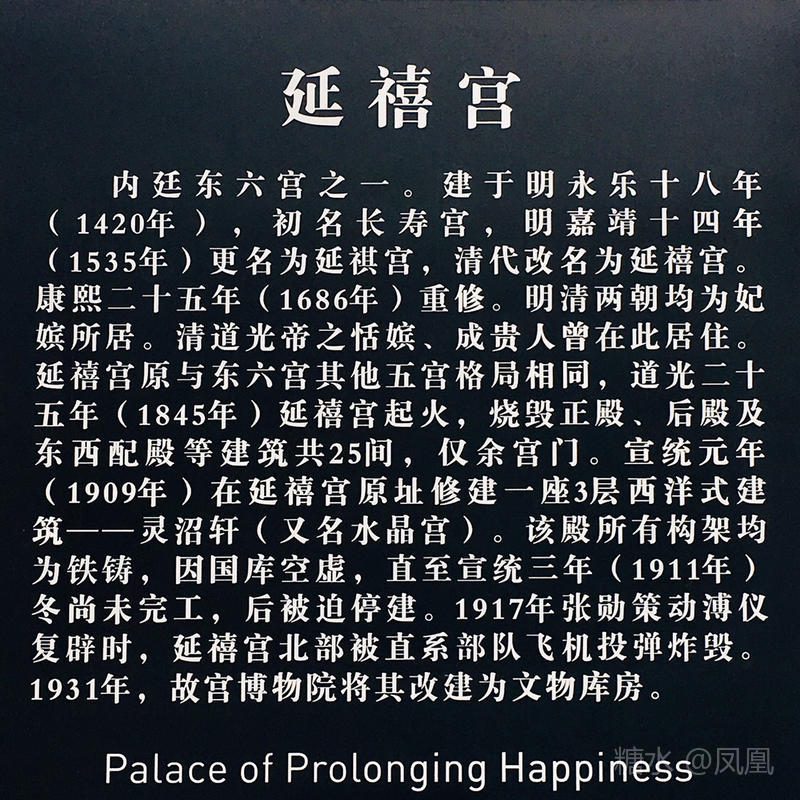 延禧宫
内廷东六宫之一。建于明永乐十八年
（1420年），初名长寿宫，明嘉靖十四年
（1535年）更名为延祺宫，清代改名为延禧宫。
康熙二十五年（1686年）重修。明清两朝均为妃
嫔所居。清道光帝之恬嫔、成贵人曾在此居住。
延禧宫原与东六宫其他五宫格局相同，道光二十
五年（1845年）延禧宫起火，烧毁正殿、后殿及
东西配殿等建筑共25间，仅余宫门。宣统元年
（1909年）在延禧宫原址修建一座3层西洋式建
筑——灵沼轩（又名水晶宫）。该殿所有构架均
为铁铸，因国库空虚，直至宣统三年（1911年）
冬尚未完工，后被迫停建。1917年张勋策动溥仪
复辟时，延禧宫北部被直系部队飞机投弹炸毁。
1931年，故宫博物院将其改建为文物库房。
Palace of Prolonging Happiness
糖水 @凤凰